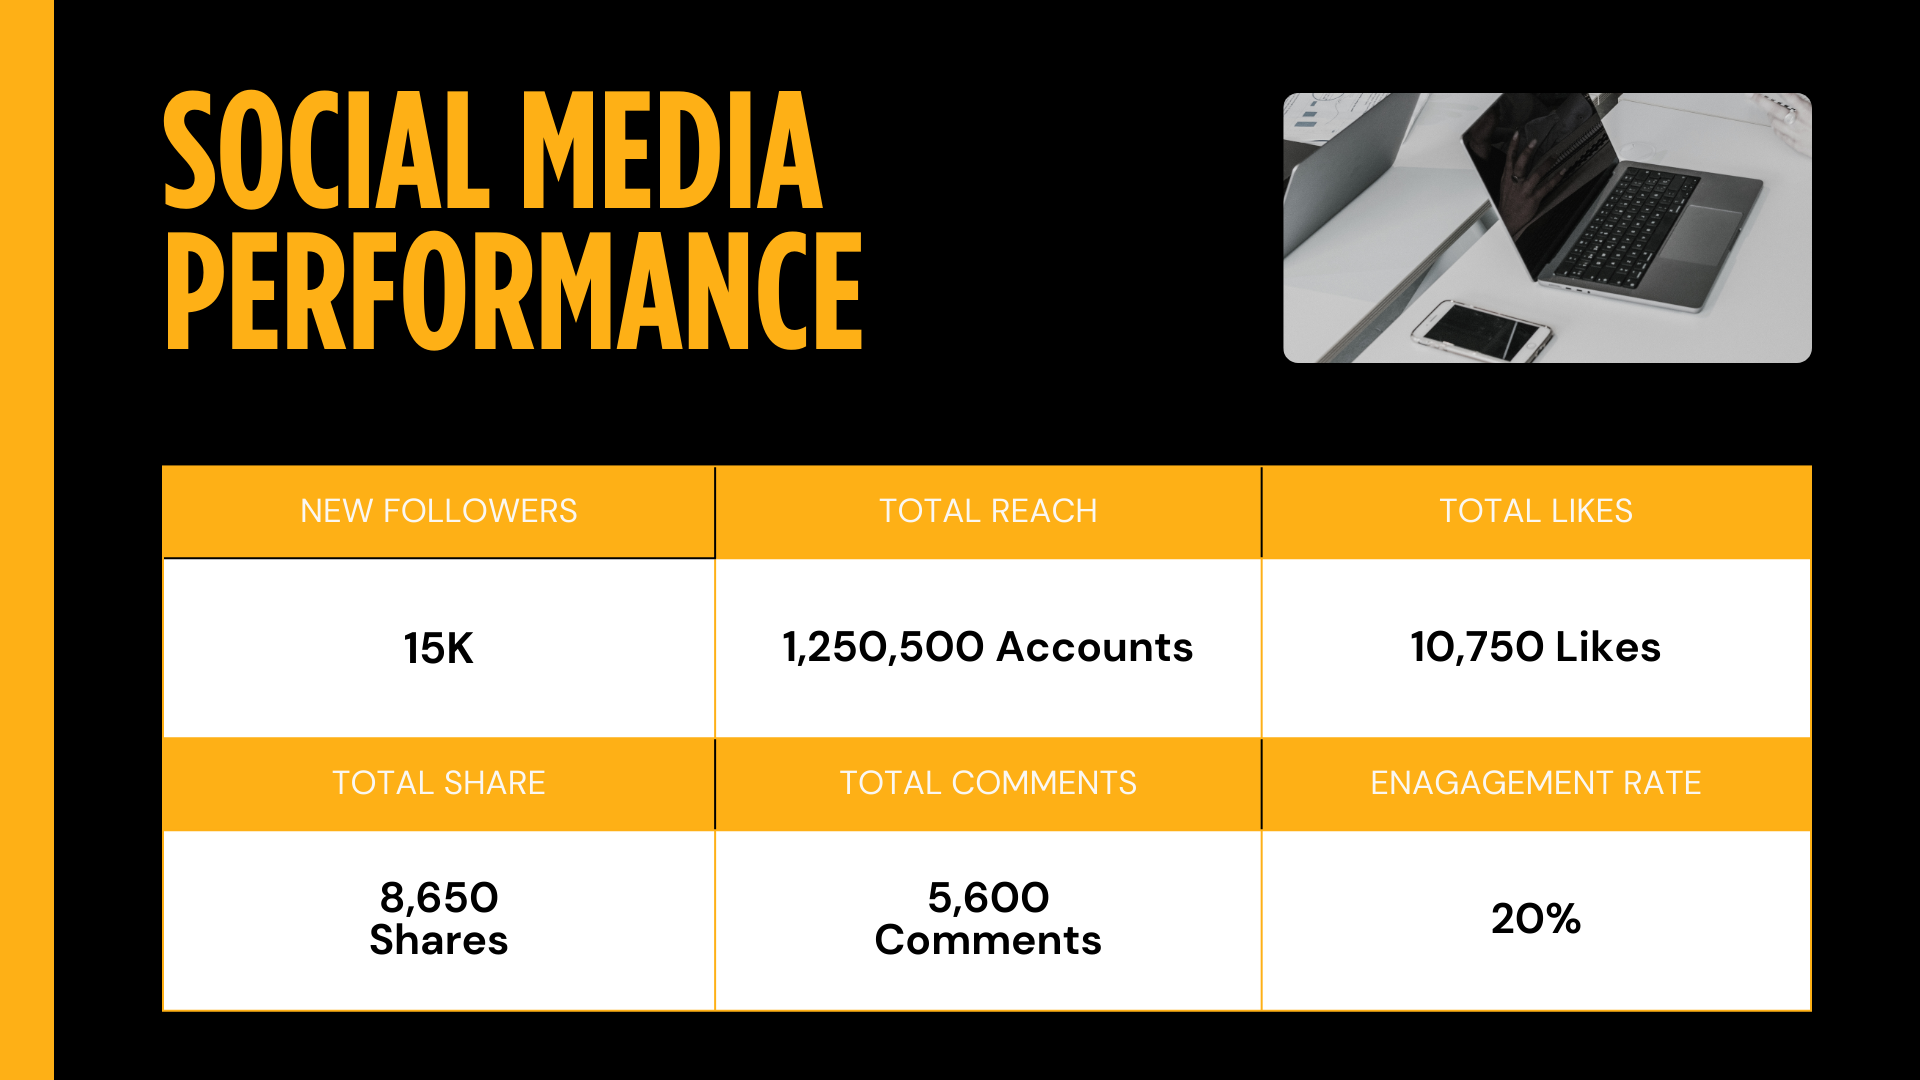 SOCIAL MEDIA
PERFORMANCE
NEW FOLLOWERS
TOTAL REACH
TOTAL LIKES
15K
1,250,500 Accounts
10,750 Likes
TOTAL SHARE
TOTAL COMMENTS
ENAGAGEMENT RATE
8,650
Shares
5,600
Comments
20%